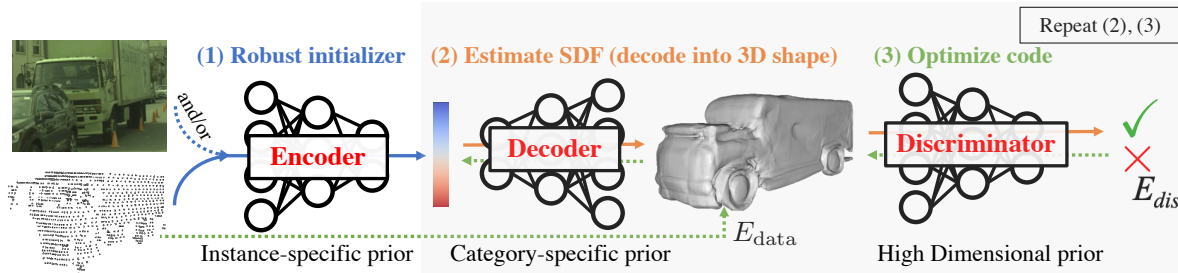 Repeat (2), (3)
(1) Robust initializer
(2) Estimate SDF (decode into 3D shape)
(3) Optimize code
and/or
Encoder
Decoder
Discriminator
E_dis
E_data
Instance-specific prior
Category-specific prior
High Dimensional prior